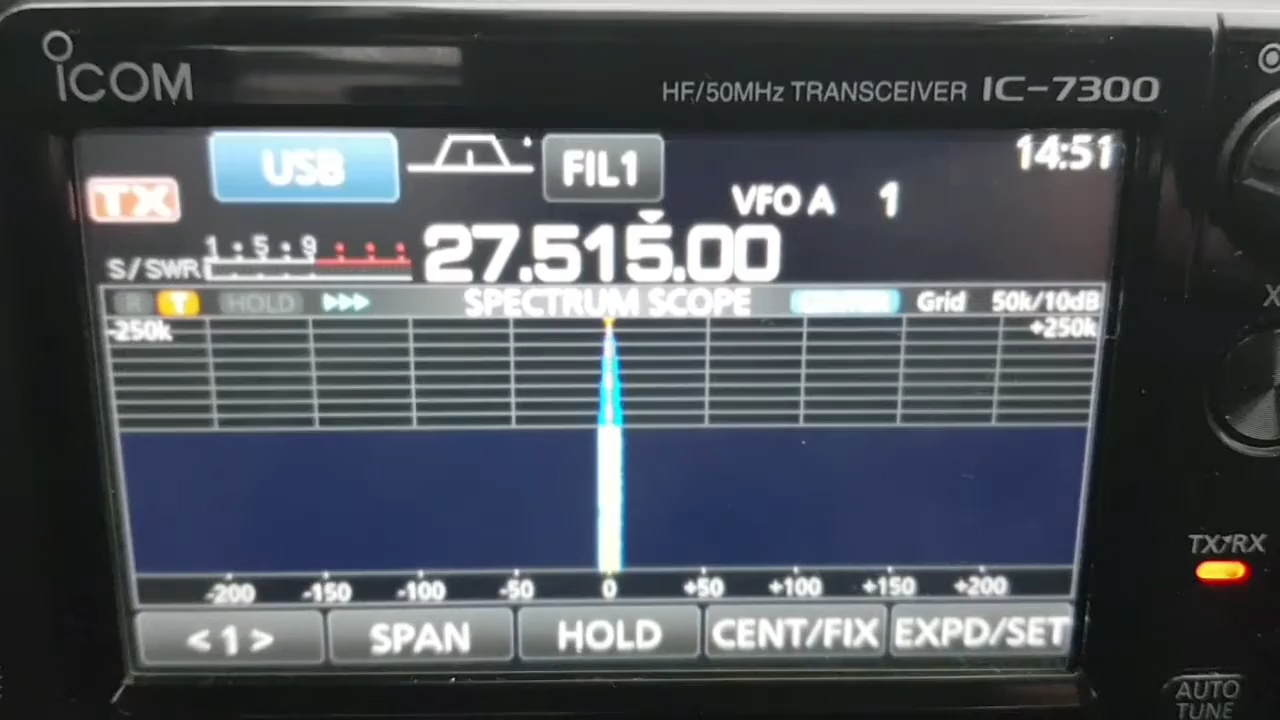 ICOM
HF/50MHz TRANSCEIVER IC-7300
USB FIL1 14:51
TX VFO A 1
1 5 9
S/SWR 27.515.00
R T HOLD SPECTRUM SCOPE CENTER Grid 50k/10dB
-250k +250k
-200 -150 -100 -50 0 +50 +100 +150 +200
<1> SPAN HOLD CENT/FIX EXPD/SET
TX/RX
AUTO
TUNE